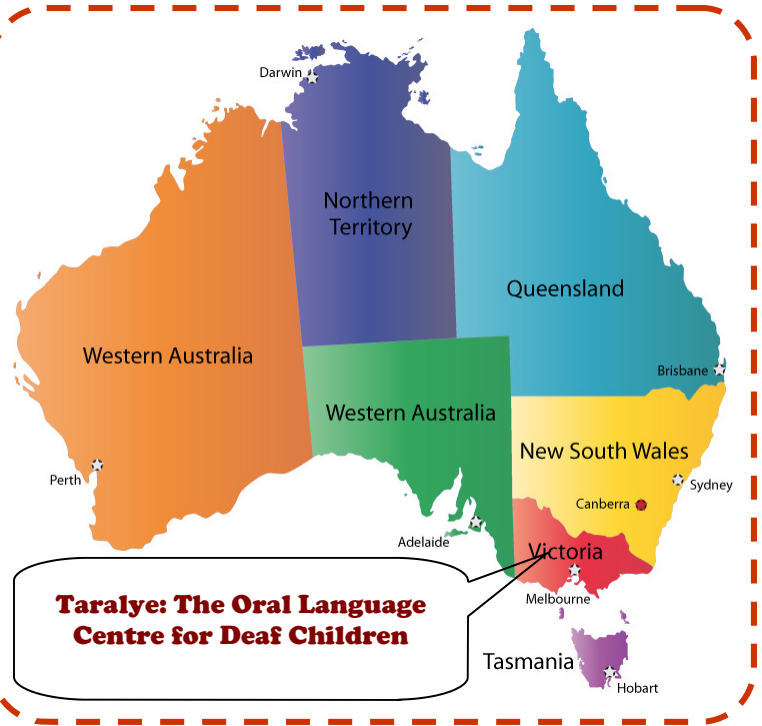 Darwin
Northern
Territory
Queensland
Western Australia
Brisbane
Western Australia
New South Wales
Perth
Sydney
Canberra
Adelaide
Victoria
Melbourne
Taralye: The Oral Language
Centre for Deaf Children
Tasmania
Hobart